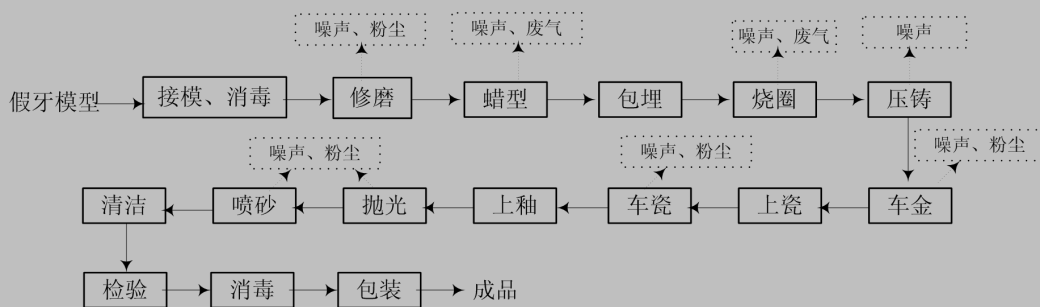 噪声、粉尘
噪声、废气
噪声、废气
噪声
假牙模型
接模、消毒
修磨
蜡型
包埋
烧圈
压铸
噪声、粉尘
噪声、粉尘
噪声、粉尘
清洁
喷砂
抛光
上釉
车瓷
上瓷
车金
检验
消毒
包装
成品